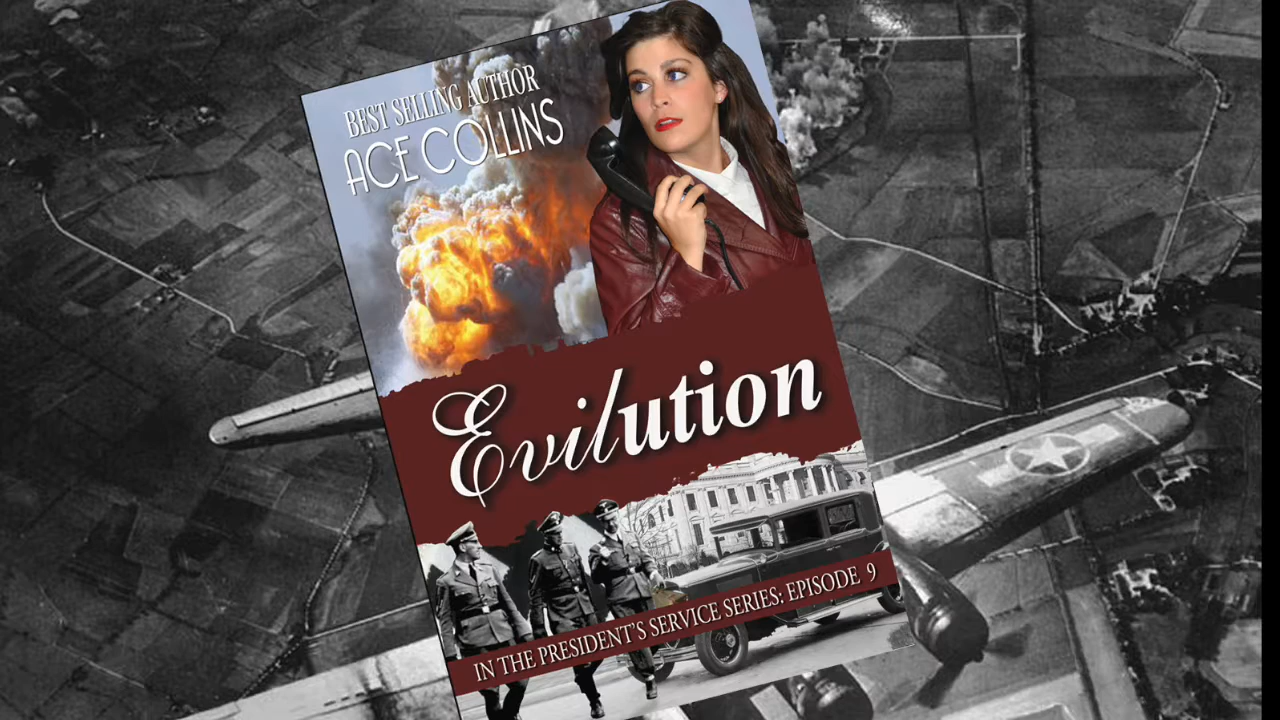 BEST SELLING AUTHOR
ACE COLLINS
Evilution
IN THE PRESIDENT'S SERVICE SERIES: EPISODE 9